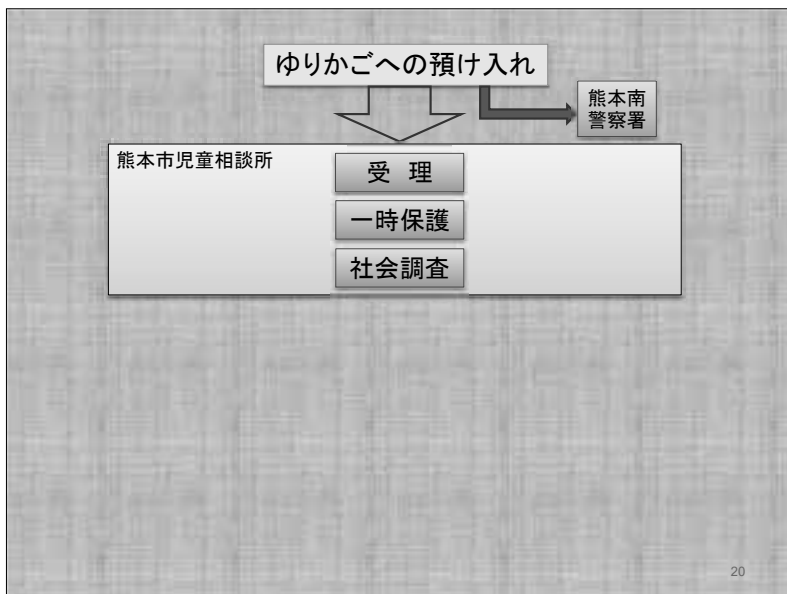 ゆりかごへの預け入れ
熊本南
警察署
熊本市児童相談所
受 理
一時保護
社会調査
20